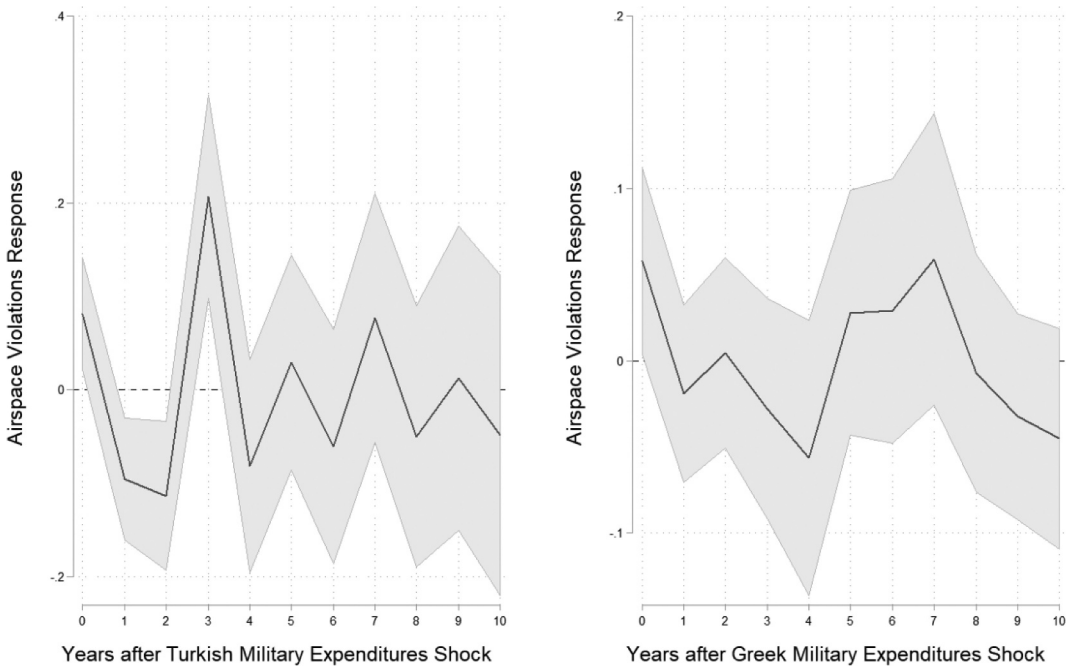 Airspace Violations Response
.4
.2
0
-.2
0 1 2 3 4 5 6 7 8 9 10
Years after Turkish Military Expenditures Shock
Airspace Violations Response
.2
.1
0
-.1
0 1 2 3 4 5 6 7 8 9 10
Years after Greek Military Expenditures Shock